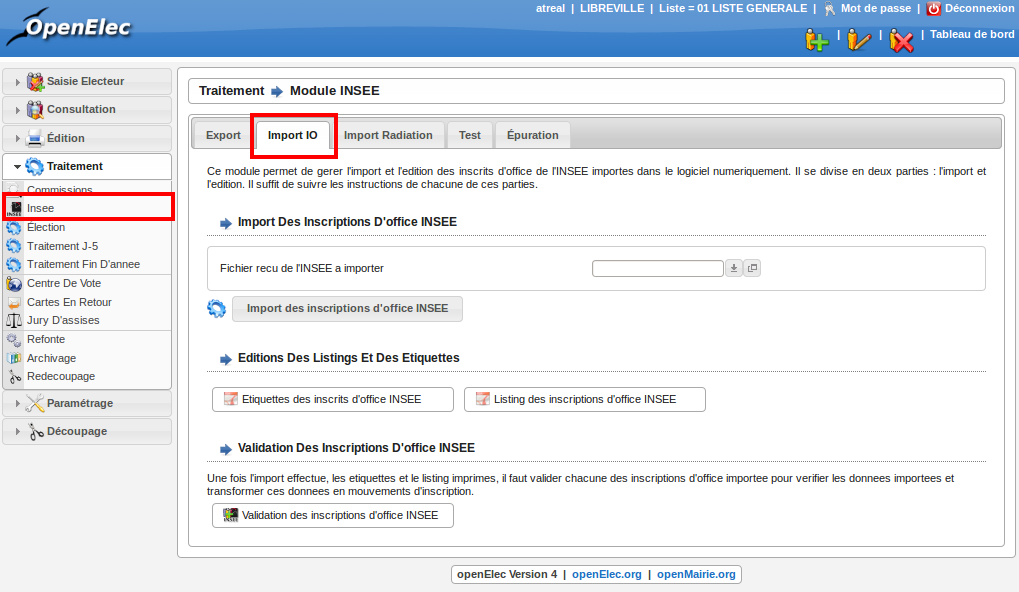 OpenElec
atreal | LIBREVILLE | Liste = 01 LISTE GENERALE | Mot de passe | Déconnexion
| | | Tableau de bord
Saisie Electeur
Consultation
Édition
Traitement
Commissions
Insee
Élection
Traitement J-5
Traitement Fin D'annee
Centre De Vote
Cartes En Retour
Jury D'assises
Refonte
Archivage
Redecoupage
Paramétrage
Découpage
Traitement Module INSEE
Export Import IO Import Radiation Test Épuration
Ce module permet de gerer l'import et l'edition des inscrits d'office de l'INSEE importes dans le logiciel numeriquement. Il se divise en deux parties : l'import et
l'edition. Il suffit de suivre les instructions de chacune de ces parties.
Import Des Inscriptions D'office INSEE
Fichier recu de l'INSEE a importer
Import des inscriptions d'office INSEE
Editions Des Listings Et Des Etiquettes
Etiquettes des inscrits d'office INSEE Listing des inscriptions d'office INSEE
Validation Des Inscriptions D'office INSEE
Une fois l'import effectue, les etiquettes et le listing imprimes, il faut valider chacune des inscriptions d'office importee pour verifier les donnees importees et
transformer ces donnees en mouvements d'inscription.
Validation des inscriptions d'office INSEE
openElec Version 4 | openElec.org | openMairie.org